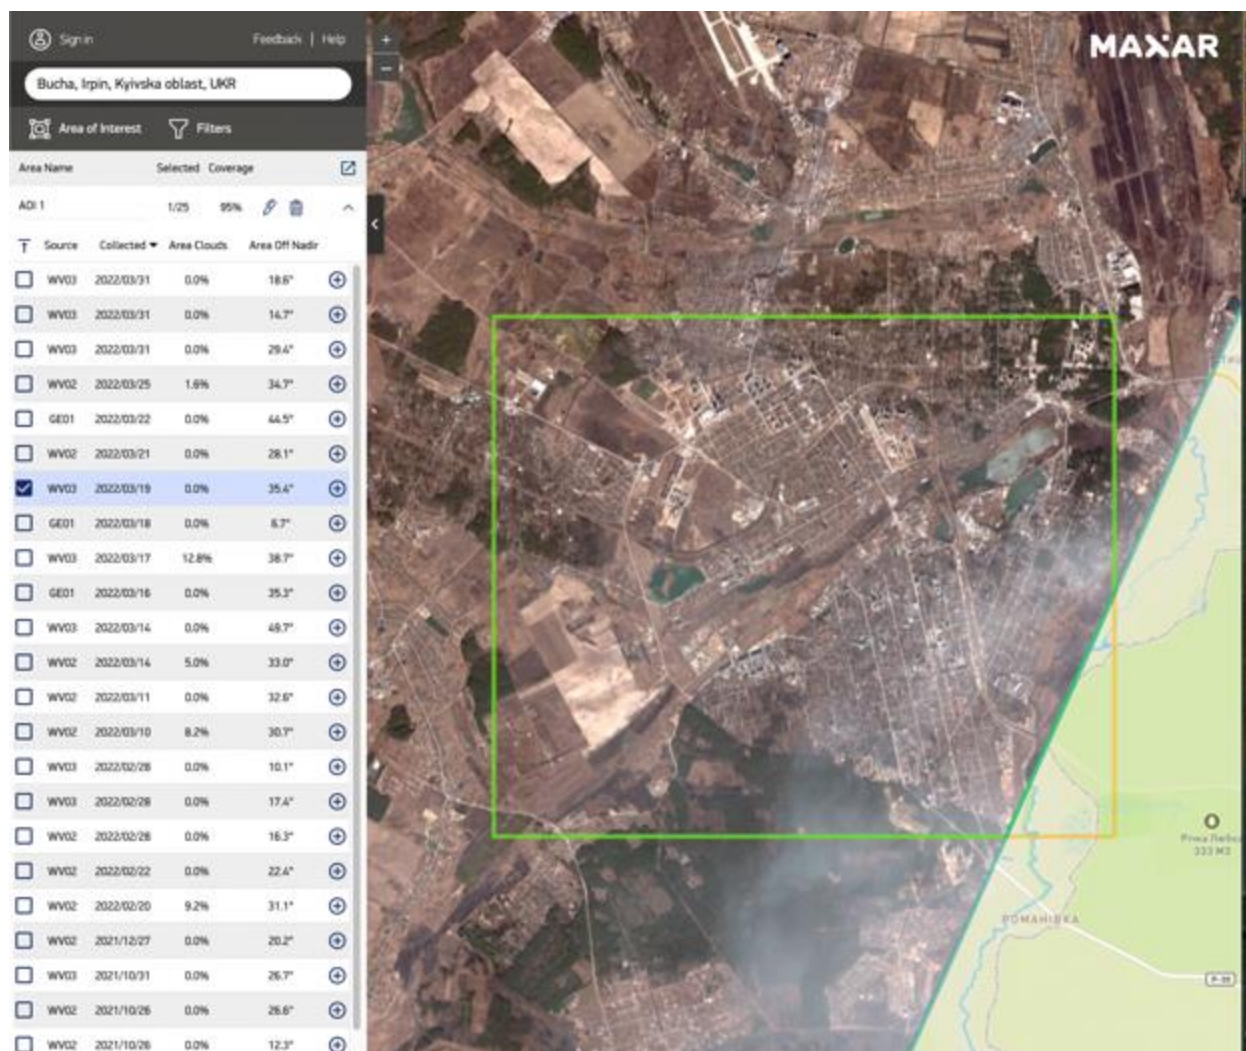 Sign in Feedback | Help
Bucha, Irpin, Kyivska oblast, UKR
Area of Interest Filters
Area Name Selected Coverage
AOI 1 1/25 95%
Source Collected Area Clouds Area Off Nadir
WV03 2022/03/31 0.0% 18.6°
WV03 2022/03/31 0.0% 14.7°
WV03 2022/03/31 0.0% 29.4°
WV02 2022/03/25 1.6% 34.7°
GE01 2022/03/22 0.0% 44.5°
WV02 2022/03/21 0.0% 28.1°
WV03 2022/03/19 0.0% 35.4°
GE01 2022/03/18 0.0% 6.7°
WV03 2022/03/17 12.8% 38.7°
GE01 2022/03/16 0.0% 35.3°
WV03 2022/03/14 0.0% 49.7°
WV02 2022/03/14 5.0% 33.0°
WV02 2022/03/11 0.0% 32.6°
WV02 2022/03/10 8.2% 30.7°
WV03 2022/02/28 0.0% 10.1°
WV03 2022/02/28 0.0% 17.4°
WV02 2022/02/28 0.0% 16.3°
WV02 2022/02/22 0.0% 22.4°
WV02 2022/02/20 9.2% 31.1°
WV02 2021/12/27 0.0% 20.2°
WV03 2021/10/31 0.0% 26.7°
WV02 2021/10/26 0.0% 26.6°
WV02 2021/10/26 0.0% 12.3°
MAXAR
333 МЗ
РОМАНІВКА